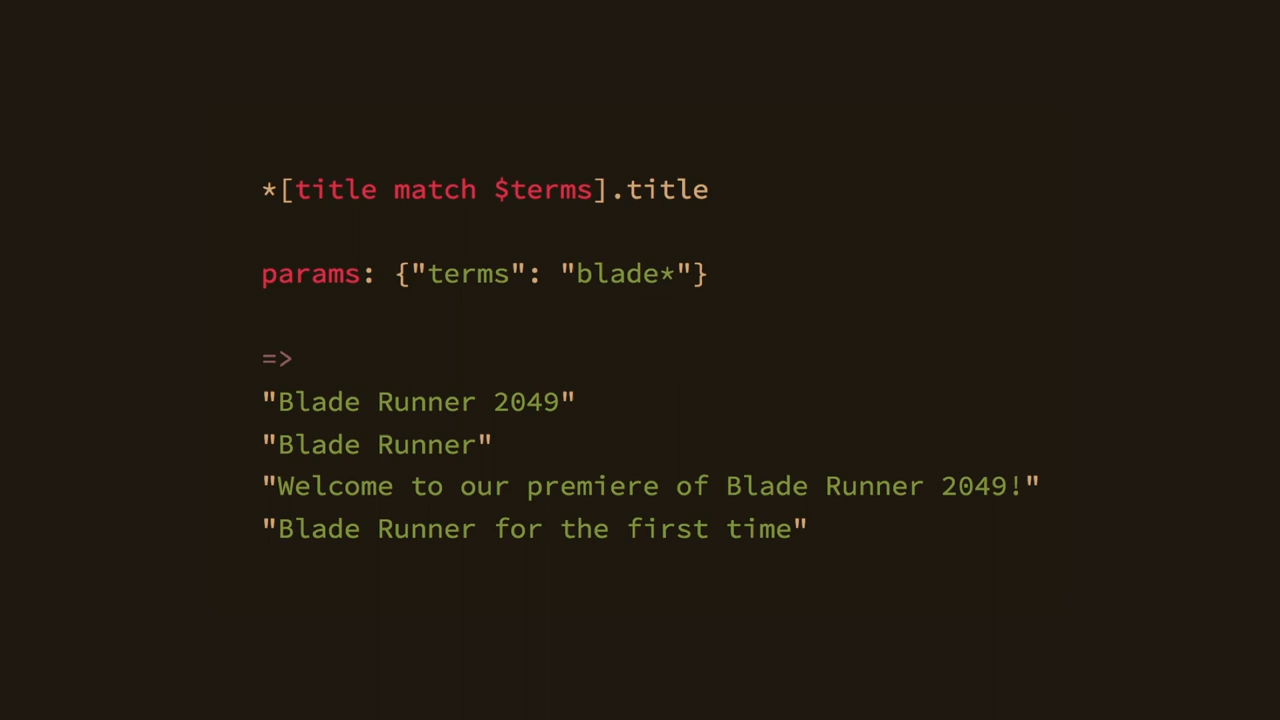 *[title match $terms].title
params: {"terms": "blade*"}
=>
"Blade Runner 2049"
"Blade Runner"
"Welcome to our premiere of Blade Runner 2049!"
"Blade Runner for the first time"